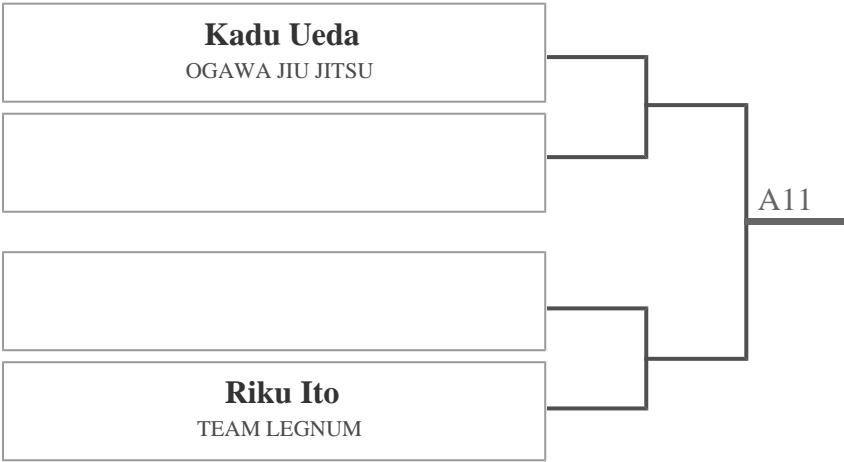 Kadu Ueda
OGAWA JIU JITSU
A11
Riku Ito
TEAM LEGNUM